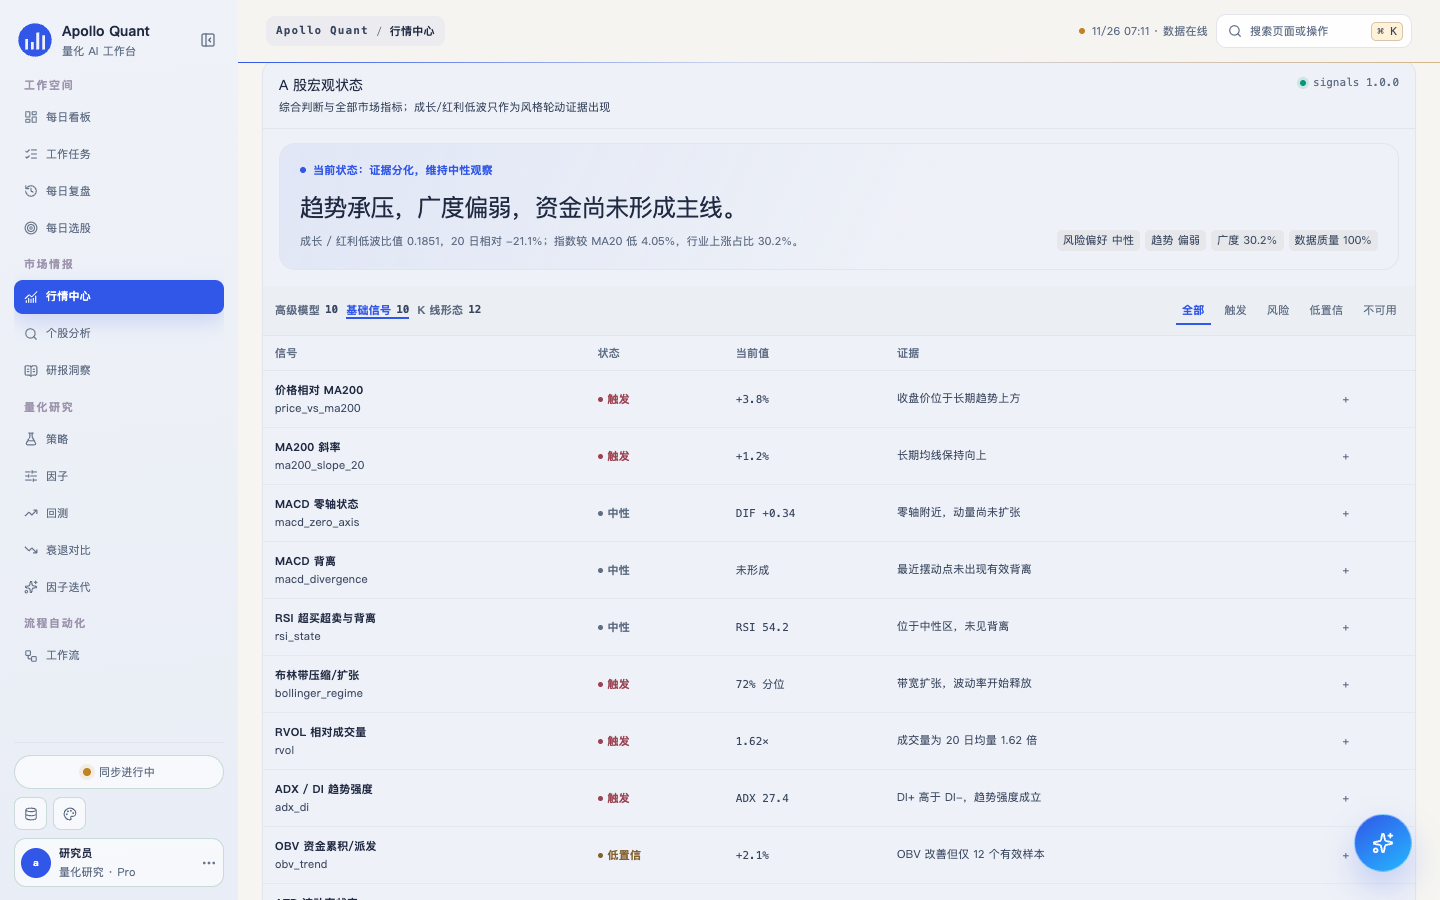 Apollo Quant
量化 AI 工作台
工作空间
每日看板
工作任务
每日复盘
每日选股
市场情报
行情中心
个股分析
研报洞察
量化研究
策略
因子
回测
衰退对比
因子迭代
流程自动化
工作流
同步进行中
a
研究员
量化研究 · Pro
Apollo Quant / 行情中心
11/26 07:11 · 数据在线
搜索页面或操作
⌘ K
A 股宏观状态
signals 1.0.0
综合判断与全部市场指标；成长/红利低波只作为风格轮动证据出现
当前状态：证据分化，维持中性观察
趋势承压，广度偏弱，资金尚未形成主线。
成长 / 红利低波比值 0.1851，20 日相对 −21.1%；指数较 MA20 低 4.05%，行业上涨占比 30.2%。
风险偏好 中性 趋势 偏弱 广度 30.2% 数据质量 100%
高级模型 10 基础信号 10 K 线形态 12
全部 触发 风险 低置信 不可用
信号 状态 当前值 证据
价格相对 MA200
price_vs_ma200
触发 +3.8% 收盘价位于长期趋势上方 +
MA200 斜率
ma200_slope_20
触发 +1.2% 长期均线保持向上 +
MACD 零轴状态
macd_zero_axis
中性 DIF +0.34 零轴附近，动量尚未扩张 +
MACD 背离
macd_divergence
中性 未形成 最近摆动点未出现有效背离 +
RSI 超买超卖与背离
rsi_state
中性 RSI 54.2 位于中性区，未见背离 +
布林带压缩/扩张
bollinger_regime
触发 72% 分位 带宽扩张，波动率开始释放 +
RVOL 相对成交量
rvol
触发 1.62× 成交量为 20 日均量 1.62 倍 +
ADX / DI 趋势强度
adx_di
触发 ADX 27.4 DI+ 高于 DI−，趋势强度成立 +
OBV 资金累积/派发
obv_trend
低置信 +2.1% OBV 改善但仅 12 个有效样本 +